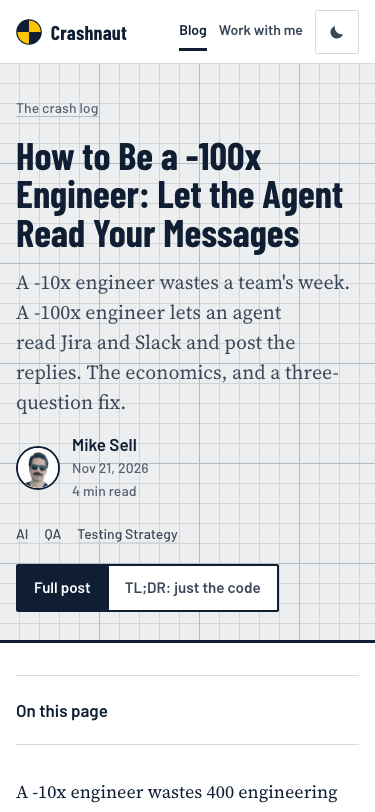 Crashnaut
Blog
Work with me
The crash log
How to Be a -100x
Engineer: Let the Agent
Read Your Messages
A -10x engineer wastes a team's week.
A -100x engineer lets an agent
read Jira and Slack and post the
replies. The economics, and a three-
question fix.
Mike Sell
Nov 21, 2026
4 min read
AI QA Testing Strategy
Full post
TL;DR: just the code
On this page
A -10x engineer wastes 400 engineering